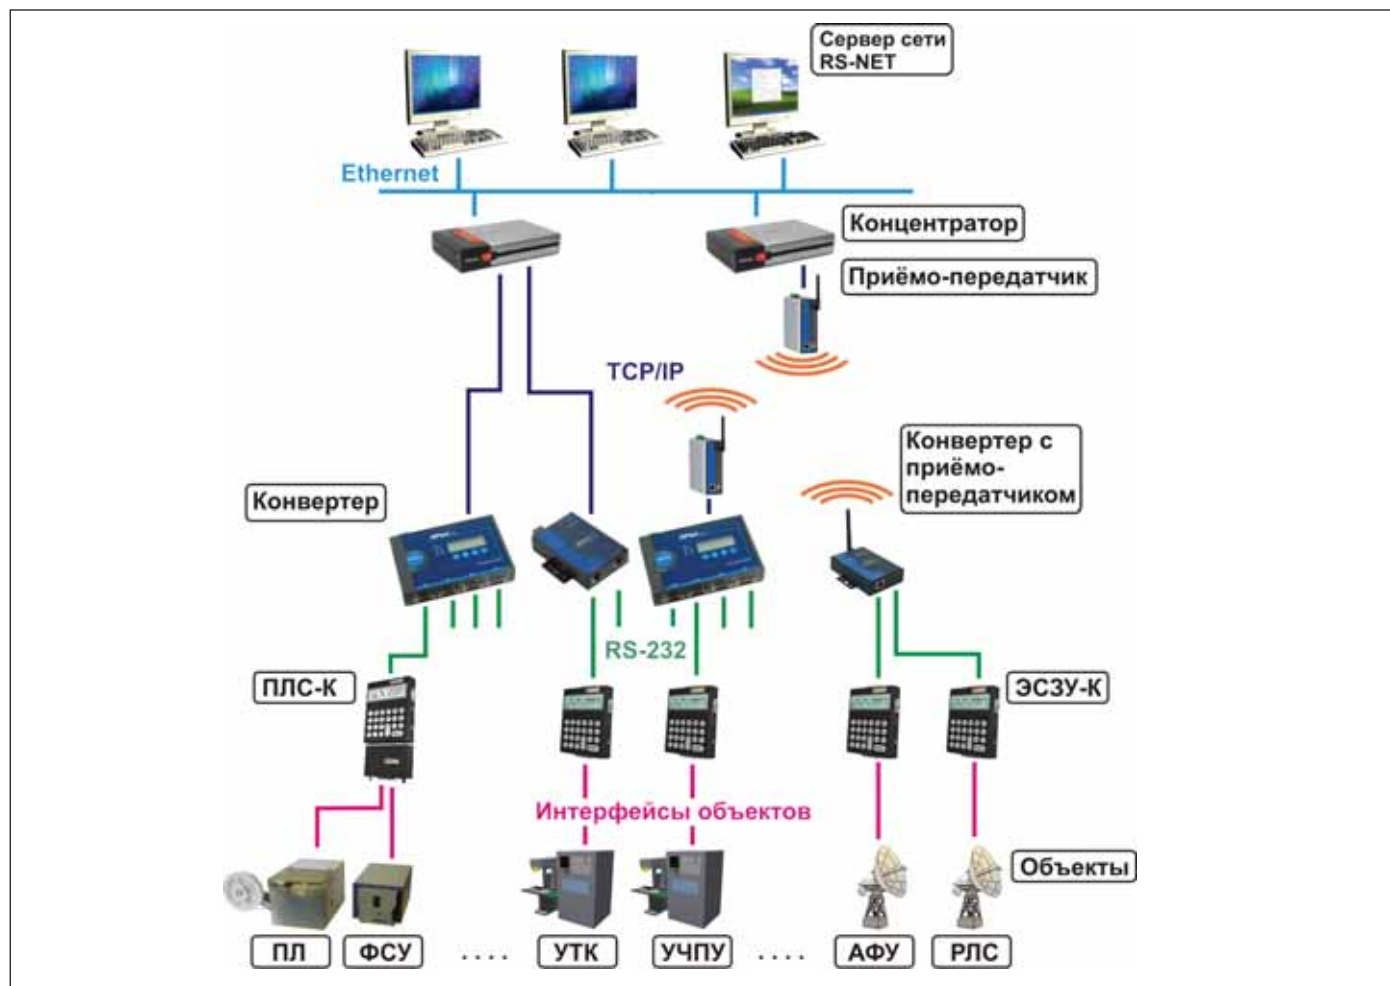 Сервер сети
RS-NET
Ethernet
Концентратор
Приёмо-передатчик
TCP/IP
Конвертер с
приёмо-
передатчиком
Конвертер
RS-232
ПЛС-К
ЭСЗУ-К
Интерфейсы объектов
Объекты
ПЛ
ФСУ
. . . .
УТК
УЧПУ
. . . .
АФУ
РЛС